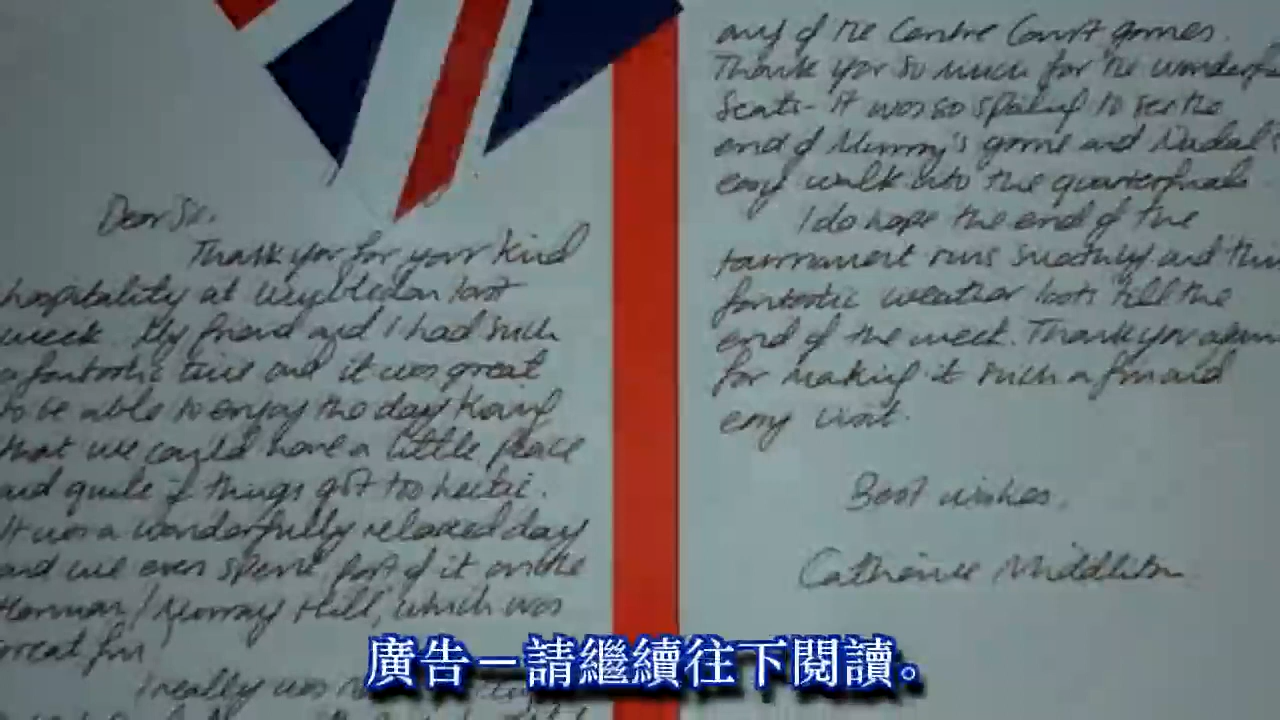 Dear Sir,
Thank you for your kind
hospitality at Wimbledon last
week. My friend and I had such
a fantastic time and it was great
to be able to enjoy the day knowing
that we could have a little peace
and quiet if things got too hectic.
It was a wonderfully relaxed day
and we even spent part of it on the
Henman / Murray Hill, which was
great fun!
I really was
any of the Centre Court games.
Thank you so much for the wonderful
seats - it was so spoiling to see the
end of Murray's game and Nadal's
easy walk into the quarterfinals.
I do hope the end of the
tournament runs smoothly and this
fantastic weather lasts till the
end of the week. Thank you again
for making it such a fun and
easy visit.
Best wishes,
Catherine Middleton
廣告－請繼續往下閱讀。